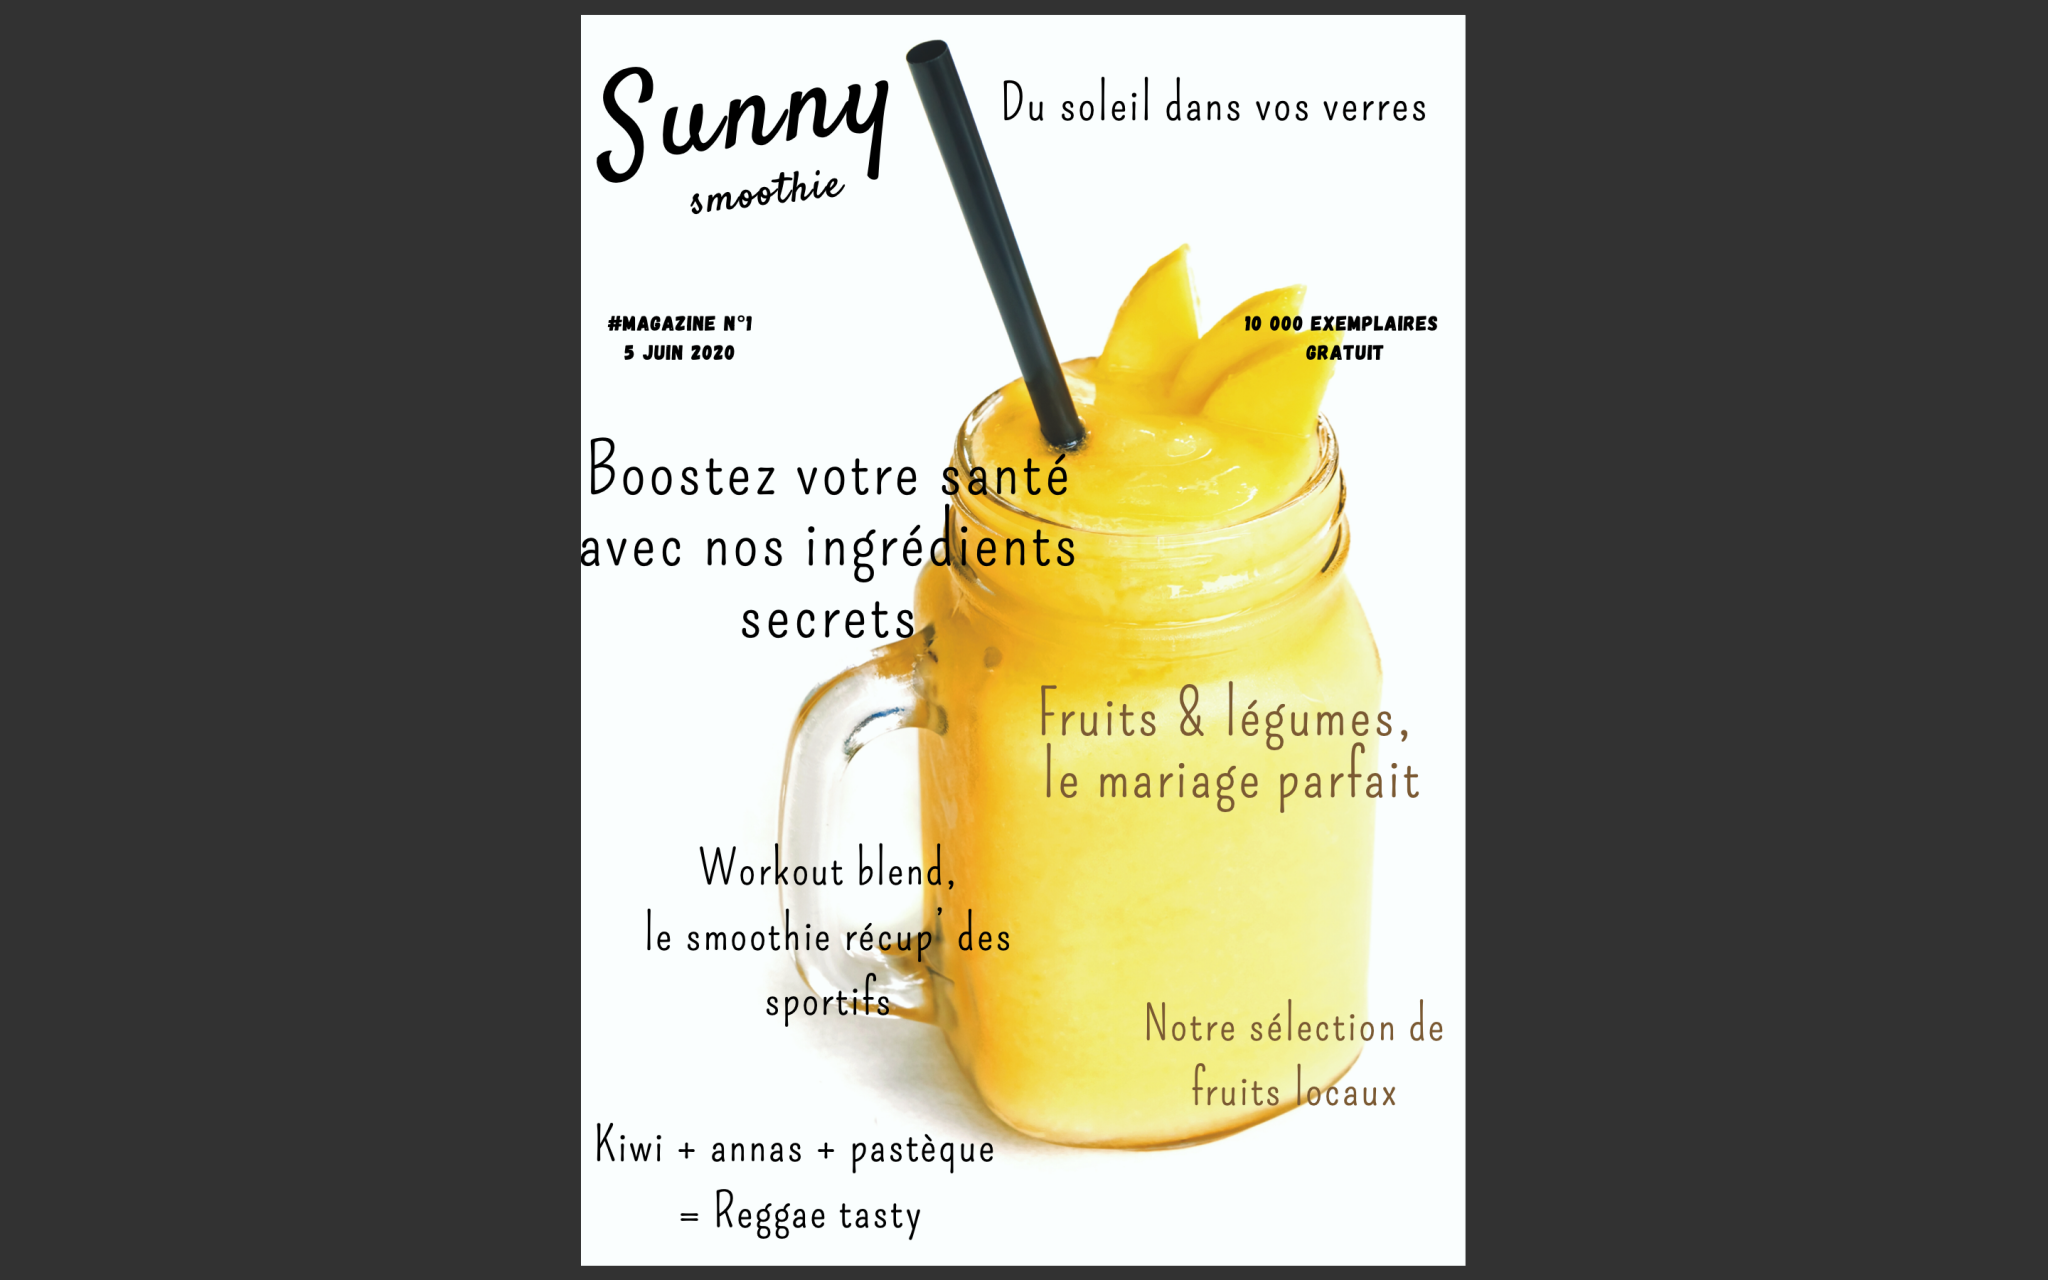 Sunny
smoothie
Du soleil dans vos verres
#MAGAZINE N°1
5 JUIN 2020
10 000 EXEMPLAIRES
GRATUIT
Boostez votre santé
avec nos ingrédients
secrets
Fruits & légumes,
le mariage parfait
Workout blend,
le smoothie récup' des
sportifs
Notre sélection de
fruits locaux
Kiwi + annas + pastèque
= Reggae tasty